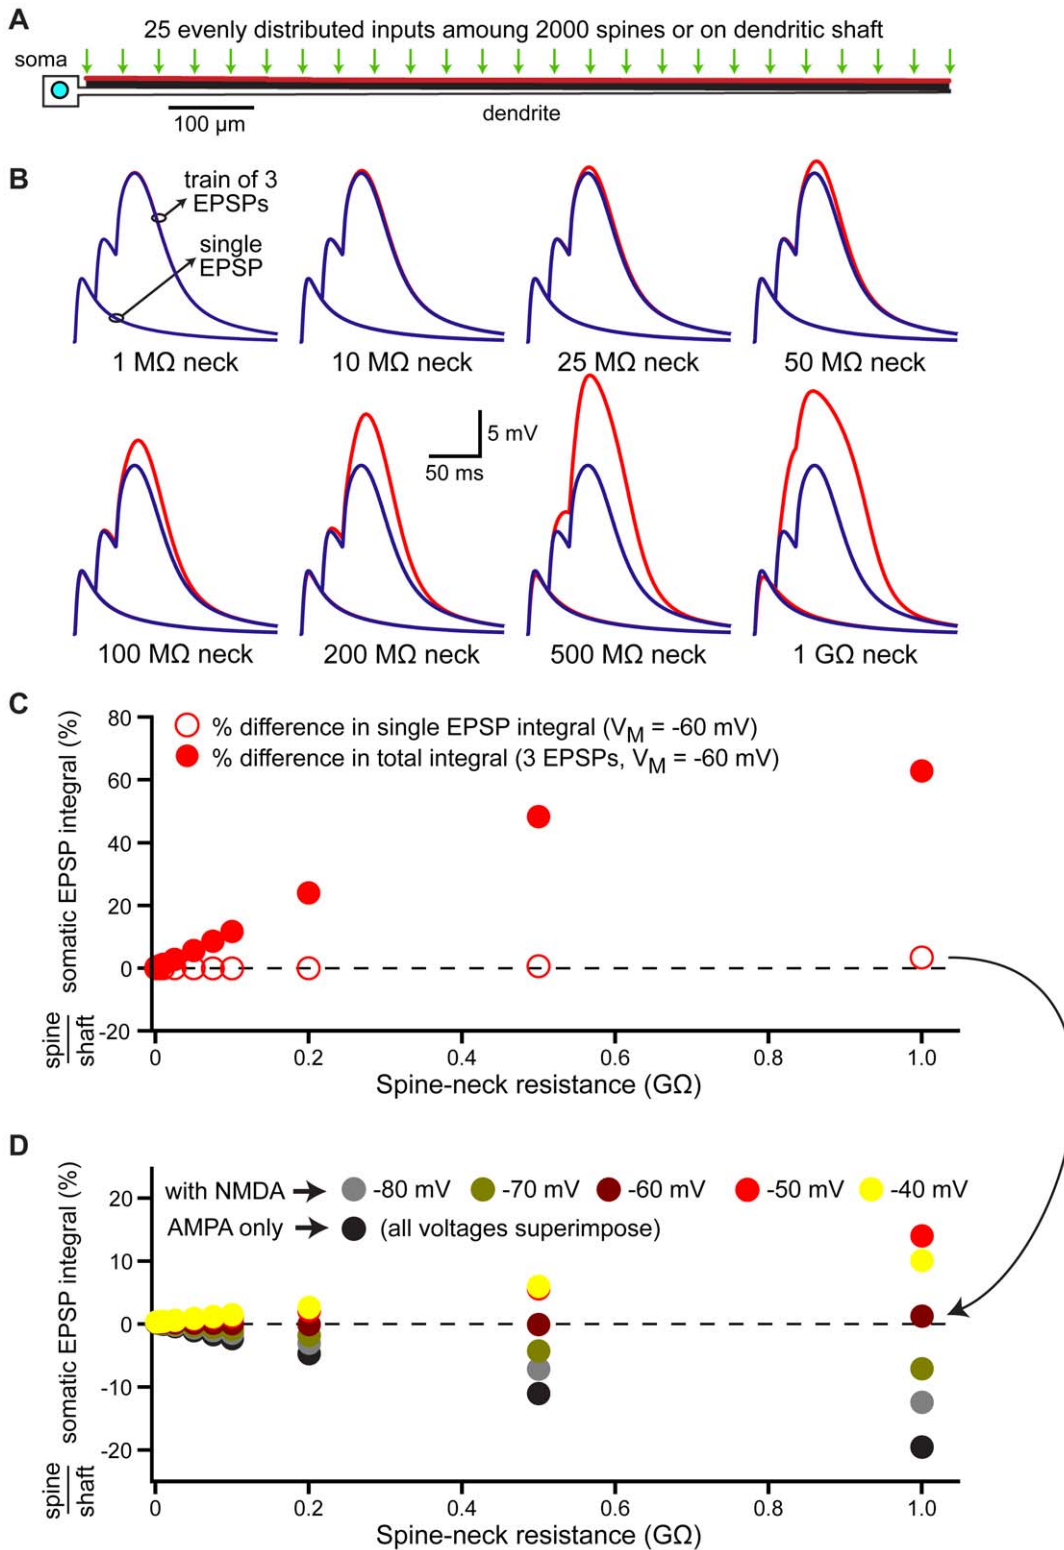 A
25 evenly distributed inputs amoung 2000 spines or on dendritic shaft
soma
dendrite
100 µm
B
train of 3
EPSPs
single
EPSP
1 MΩ neck
10 MΩ neck
25 MΩ neck
50 MΩ neck
5 mV
50 ms
100 MΩ neck
200 MΩ neck
500 MΩ neck
1 GΩ neck
C
80
60
40
20
0
-20
spine
shaft
somatic EPSP integral (%)
% difference in single EPSP integral (VM = -60 mV)
% difference in total integral (3 EPSPs, VM = -60 mV)
0
0.2
0.4
0.6
0.8
1.0
Spine-neck resistance (GΩ)
D
20
10
0
-10
-20
spine
shaft
somatic EPSP integral (%)
with NMDA -80 mV -70 mV -60 mV -50 mV -40 mV
AMPA only (all voltages superimpose)
0
0.2
0.4
0.6
0.8
1.0
Spine-neck resistance (GΩ)